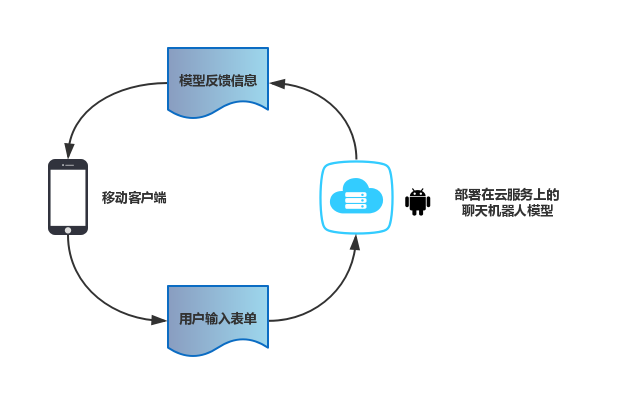 模型反馈信息
移动客户端
部署在云服务上的
聊天机器人模型
用户输入表单